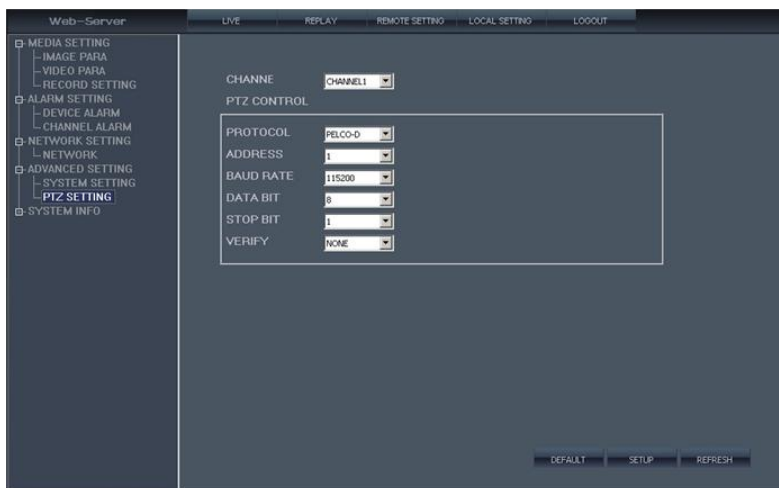 Web-Server
LIVE REPLAY REMOTE SETTING LOCAL SETTING LOGOUT
MEDIA SETTING
IMAGE PARA
VIDEO PARA
RECORD SETTING
ALARM SETTING
DEVICE ALARM
CHANNEL ALARM
NETWORK SETTING
NETWORK
ADVANCED SETTING
SYSTEM SETTING
PTZ SETTING
SYSTEM INFO
CHANNE CHANNEL1
PTZ CONTROL
PROTOCOL PELCO-D
ADDRESS 1
BAUD RATE 115200
DATA BIT 8
STOP BIT 1
VERIFY NONE
DEFAULT SETUP REFRESH